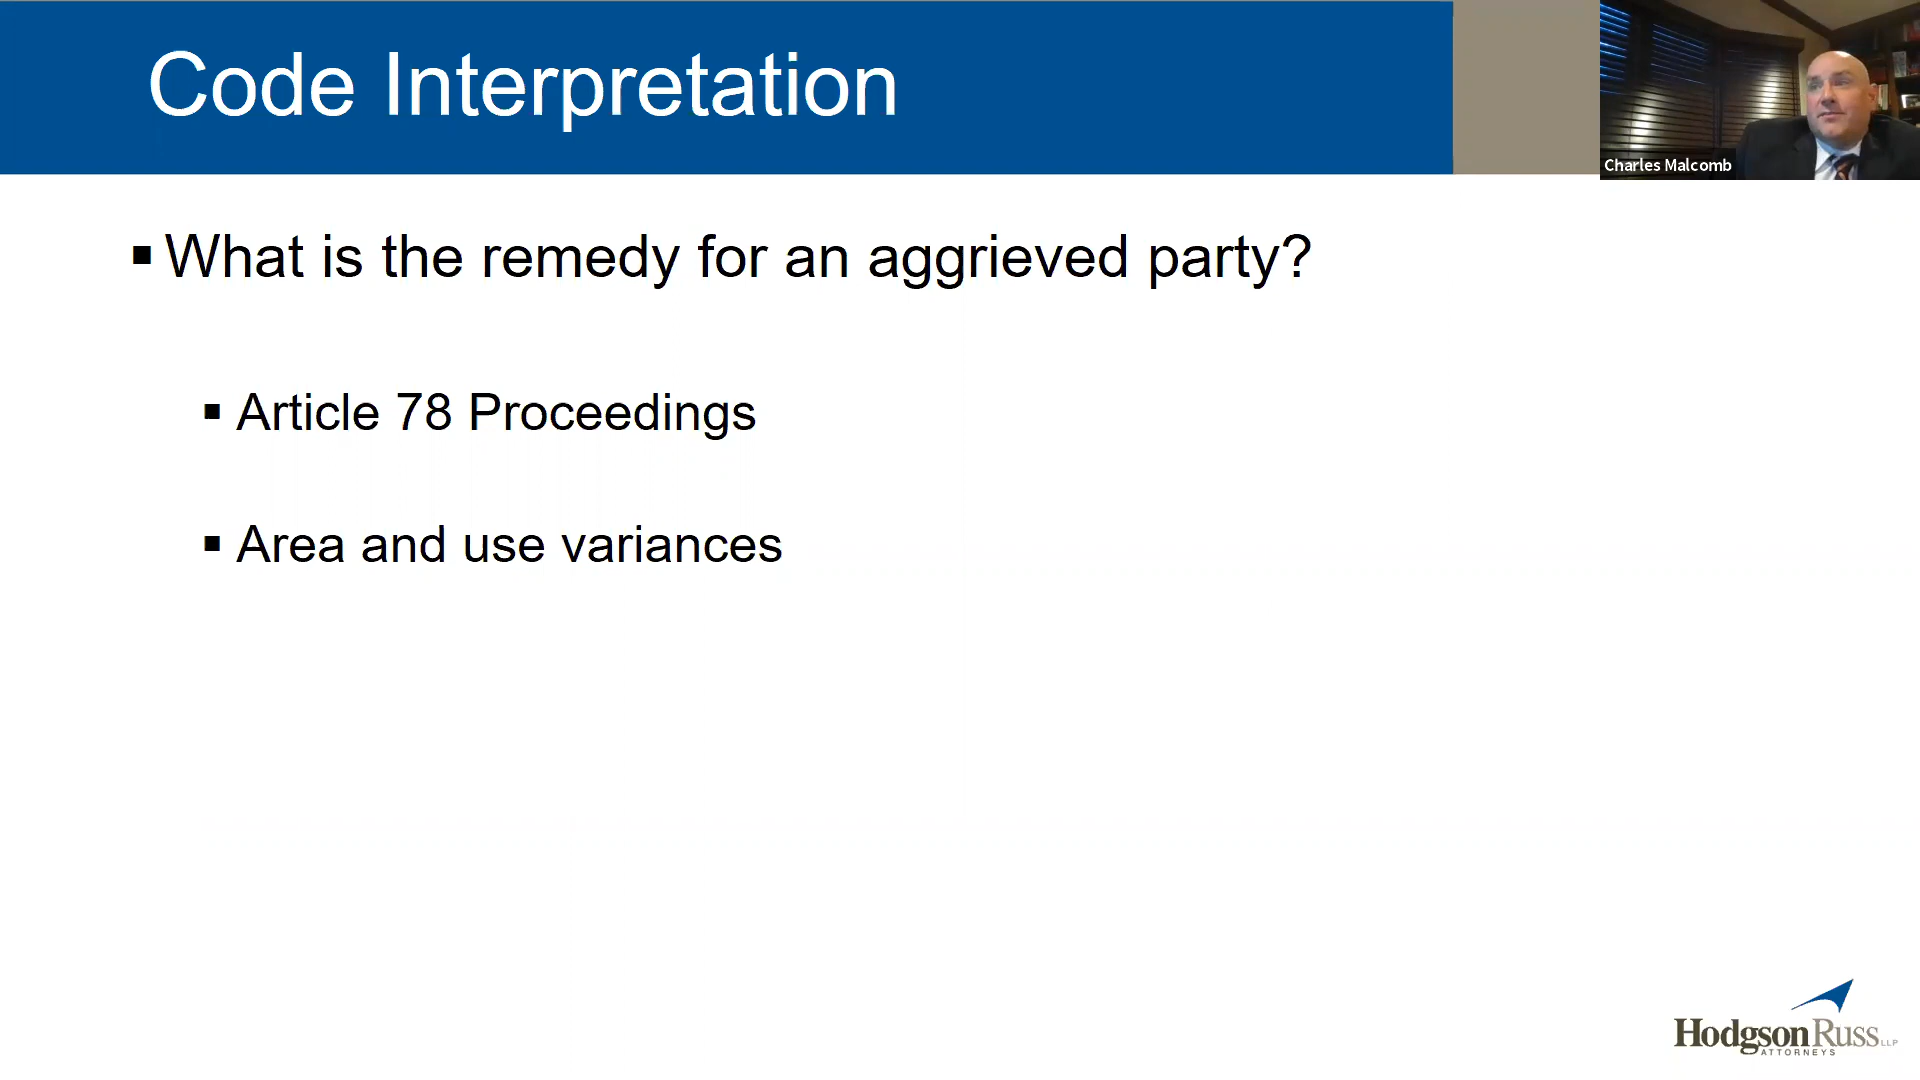 Code Interpretation
Charles Malcomb
▪ What is the remedy for an aggrieved party?
▪ Article 78 Proceedings
▪ Area and use variances
HodgsonRuss LLP
ATTORNEYS